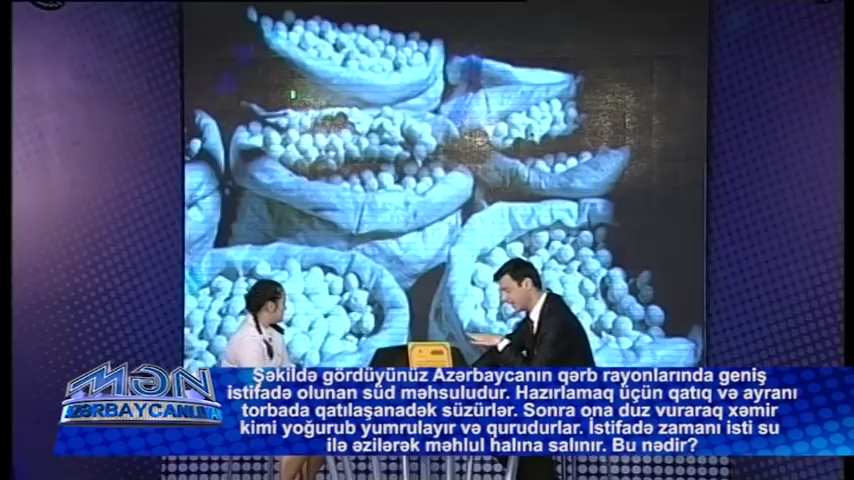 MƏN
AZƏRBAYCANLIYAM
Şəkildə gördüyünüz Azərbaycanın qərb rayonlarında geniş
istifadə olunan süd məhsuludur. Hazırlamaq üçün qatıq və ayranı
torbada qatılaşanadək süzürlər. Sonra ona duz vuraraq xəmir
kimi yoğurub yumrulayır və qurudurlar. İstifadə zamanı isti su
ilə əzilərək məhlul halına salınır. Bu nədir?